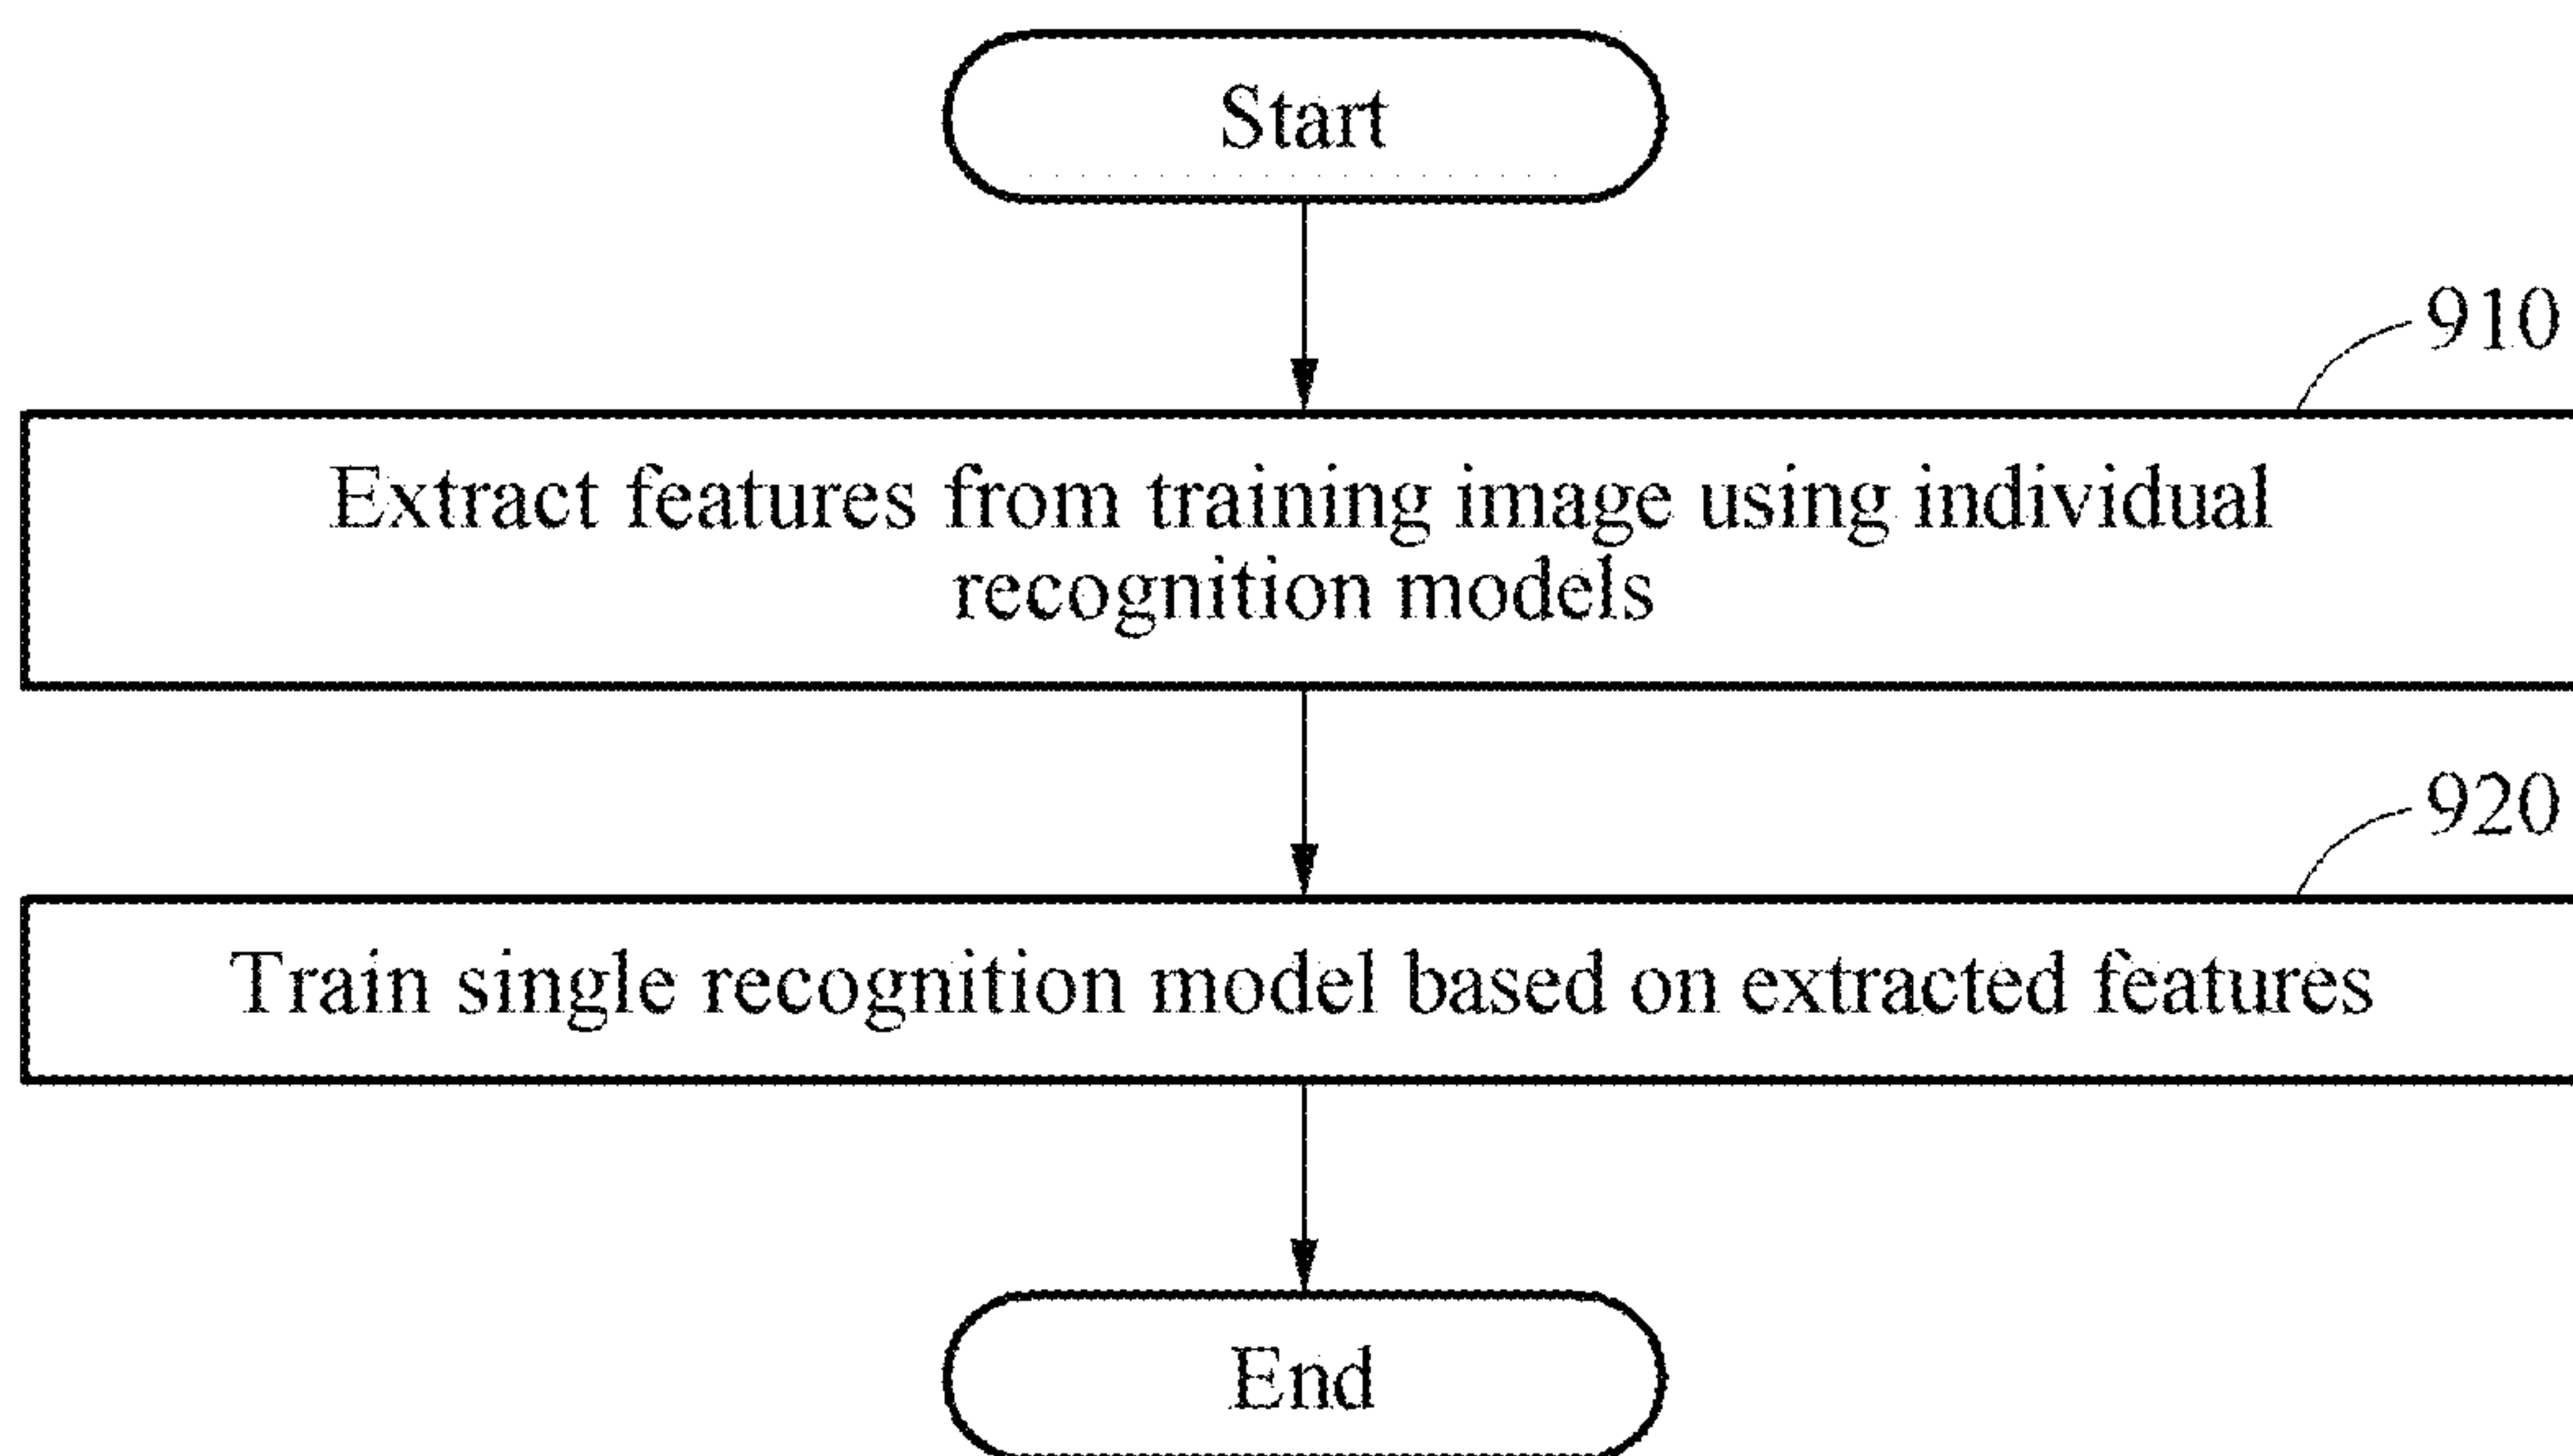 Start
910
Extract features from training image using individual
recognition models
920
Train single recognition model based on extracted features
End